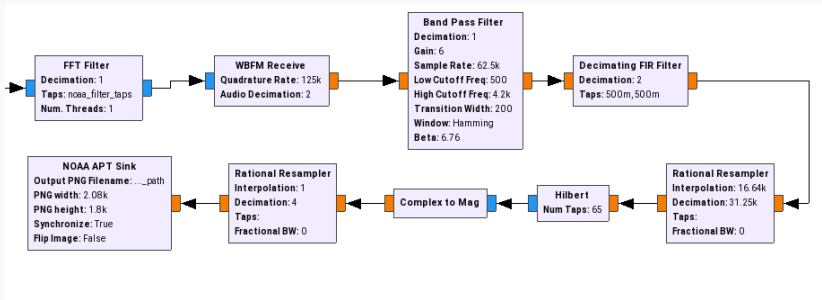 FFT Filter
Decimation: 1
Taps: noaa_filter_taps
Num. Threads: 1
WBFM Receive
Quadrature Rate: 125k
Audio Decimation: 2
Band Pass Filter
Decimation: 1
Gain: 6
Sample Rate: 62.5k
Low Cutoff Freq: 500
High Cutoff Freq: 4.2k
Transition Width: 200
Window: Hamming
Beta: 6.76
Decimating FIR Filter
Decimation: 2
Taps: 500m,500m
NOAA APT Sink
Output PNG Filename: ..._path
PNG width: 2.08k
PNG height: 1.8k
Synchronize: True
Flip Image: False
Rational Resampler
Interpolation: 1
Decimation: 4
Taps:
Fractional BW: 0
Complex to Mag
Hilbert
Num Taps: 65
Rational Resampler
Interpolation: 16.64k
Decimation: 31.25k
Taps:
Fractional BW: 0